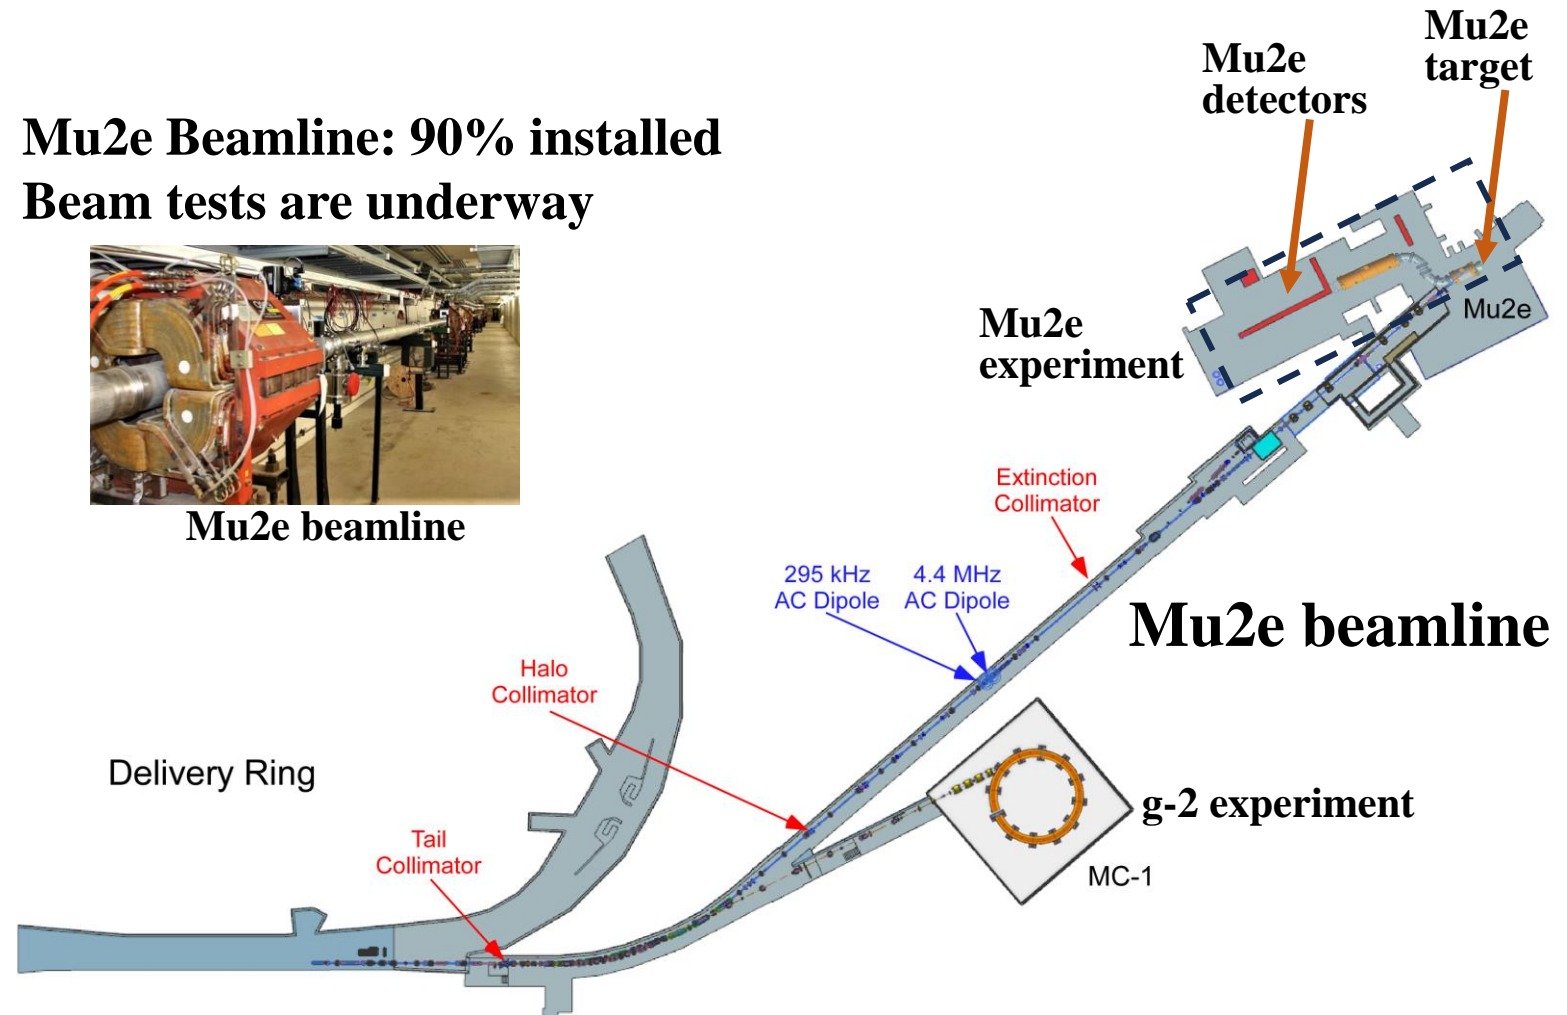 Mu2e
target
Mu2e
detectors
Mu2e Beamline: 90% installed
Beam tests are underway
Mu2e
Mu2e
experiment
Extinction
Collimator
Mu2e beamline
295 kHz
AC Dipole
4.4 MHz
AC Dipole
Mu2e beamline
Halo
Collimator
Delivery Ring
g-2 experiment
Tail
Collimator
MC-1